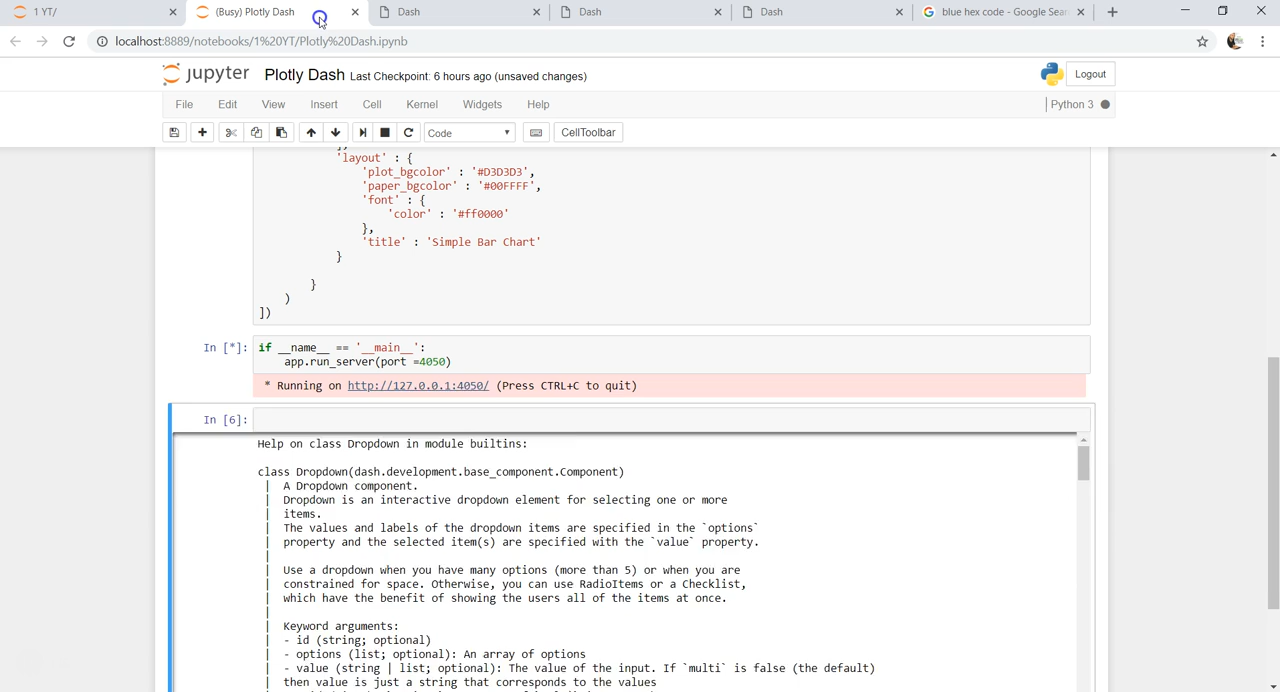 1 YT/
(Busy) Plotly Dash
Dash
Dash
Dash
blue hex code - Google Sear
localhost:8889/notebooks/1%20YT/Plotly%20Dash.ipynb
jupyter Plotly Dash Last Checkpoint: 6 hours ago (unsaved changes)
Logout
File Edit View Insert Cell Kernel Widgets Help
Python 3
Code
CellToolbar
'layout' : {
'plot_bgcolor' : '#D3D3D3',
'paper_bgcolor' : '#00FFFF',
'font' : {
'color' : '#ff0000'
},
'title' : 'Simple Bar Chart'
}
}
)
])
In [*]: if __name__ == '__main__':
app.run_server(port =4050)
* Running on http://127.0.0.1:4050/ (Press CTRL+C to quit)
In [6]:
Help on class Dropdown in module builtins:
class Dropdown(dash.development.base_component.Component)
| A Dropdown component.
| Dropdown is an interactive dropdown element for selecting one or more
| items.
| The values and labels of the dropdown items are specified in the `options`
| property and the selected item(s) are specified with the `value` property.
|
| Use a dropdown when you have many options (more than 5) or when you are
| constrained for space. Otherwise, you can use RadioItems or a Checklist,
| which have the benefit of showing the users all of the items at once.
|
| Keyword arguments:
| - id (string; optional)
| - options (list; optional): An array of options
| - value (string | list; optional): The value of the input. If `multi` is false (the default)
| then value is just a string that corresponds to the values